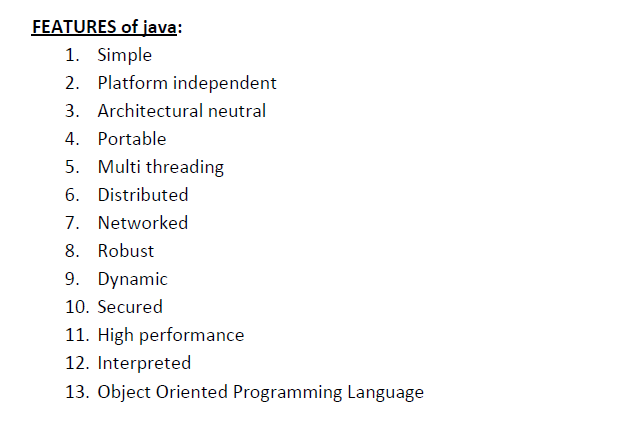 FEATURES of java:
1. Simple
2. Platform independent
3. Architectural neutral
4. Portable
5. Multi threading
6. Distributed
7. Networked
8. Robust
9. Dynamic
10. Secured
11. High performance
12. Interpreted
13. Object Oriented Programming Language